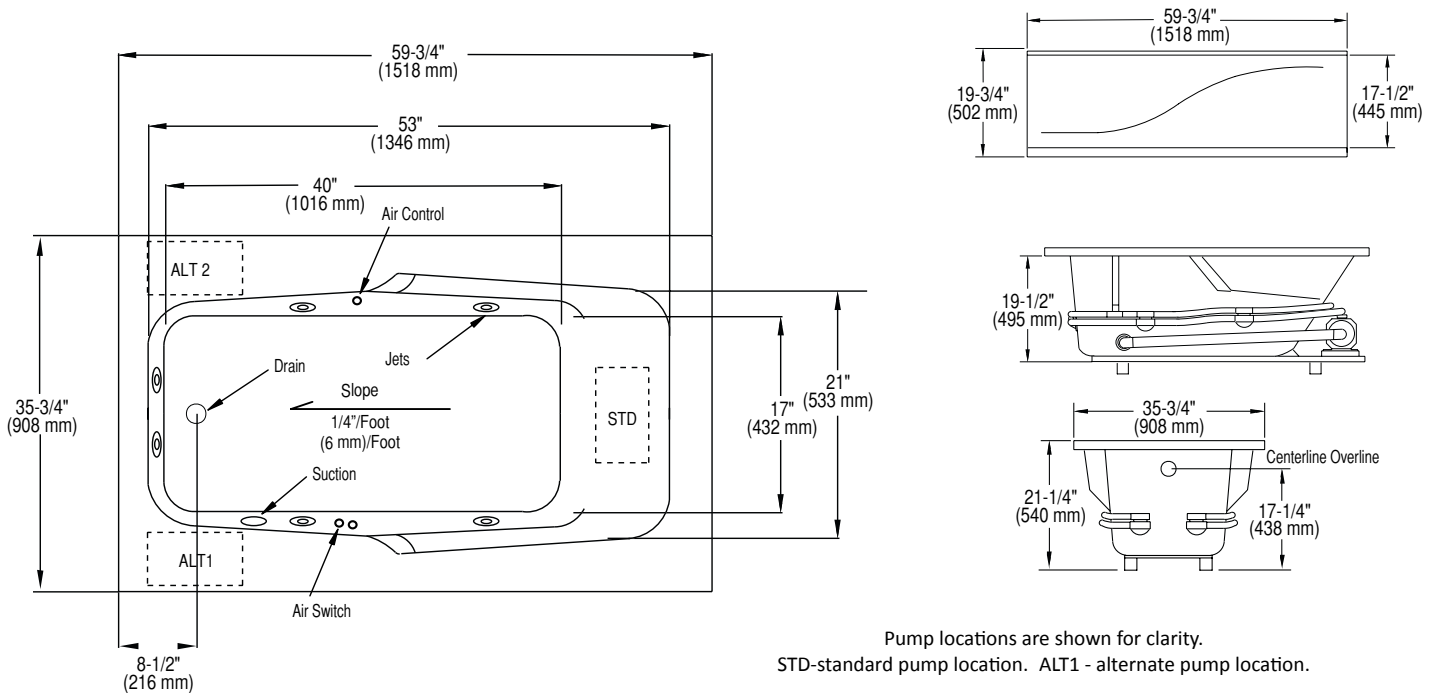 59-3/4"
(1518 mm)
53"
(1346 mm)
40"
(1016 mm)
Air Control
ALT 2
Jets
Drain
Slope
1/4"/Foot
(6 mm)/Foot
Suction
STD
35-3/4"
(908 mm)
17"
(432 mm)
21"
(533 mm)
ALT1
Air Switch
8-1/2"
(216 mm)
59-3/4"
(1518 mm)
19-3/4"
(502 mm)
17-1/2"
(445 mm)
19-1/2"
(495 mm)
35-3/4"
(908 mm)
Centerline Overline
21-1/4"
(540 mm)
17-1/4"
(438 mm)
Pump locations are shown for clarity.
STD-standard pump location. ALT1 - alternate pump location.